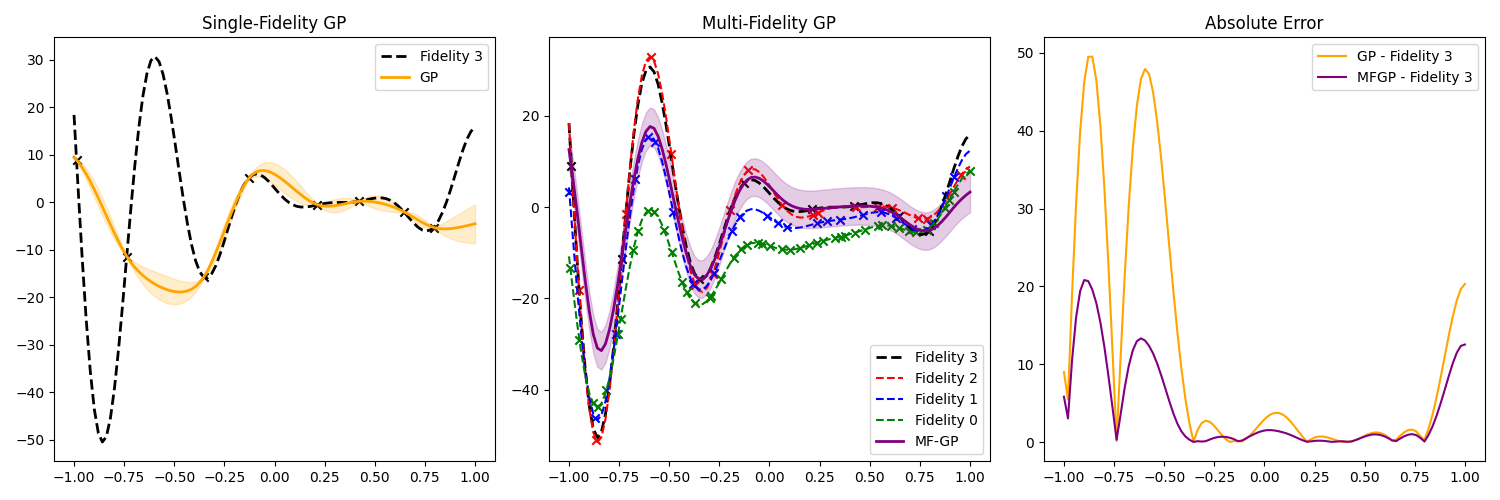 Single-Fidelity GP
Fidelity 3
GP
30
20
10
0
−10
−20
−30
−40
−50
−1.00 −0.75 −0.50 −0.25 0.00 0.25 0.50 0.75 1.00
Multi-Fidelity GP
20
0
−20
−40
Fidelity 3
Fidelity 2
Fidelity 1
Fidelity 0
MF-GP
−1.00 −0.75 −0.50 −0.25 0.00 0.25 0.50 0.75 1.00
Absolute Error
GP - Fidelity 3
MFGP - Fidelity 3
50
40
30
20
10
0
−1.00 −0.75 −0.50 −0.25 0.00 0.25 0.50 0.75 1.00